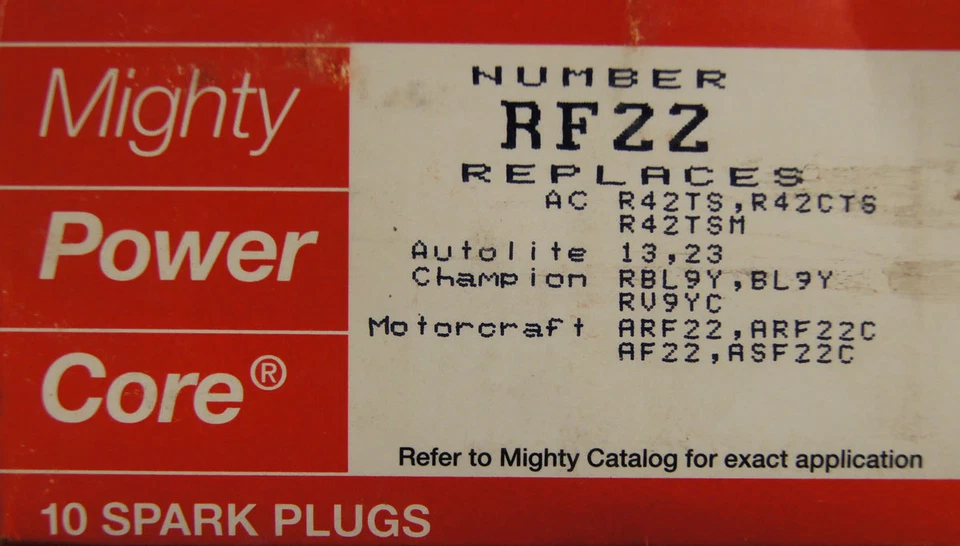 Mighty
Power
Core®
NUMBER
RF22
REPLACES
AC R42TS,R42CTS
R42TSM
Autolite 13,23
Champion RBL9Y,BL9Y
RV9YC
Motorcraft ARF22,ARF22C
AF22,ASF22C
Refer to Mighty Catalog for exact application
10 SPARK PLUGS